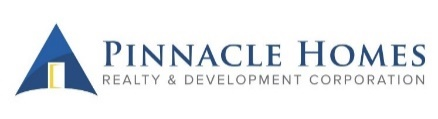 PINNACLE HOMES
REALTY & DEVELOPMENT CORPORATION